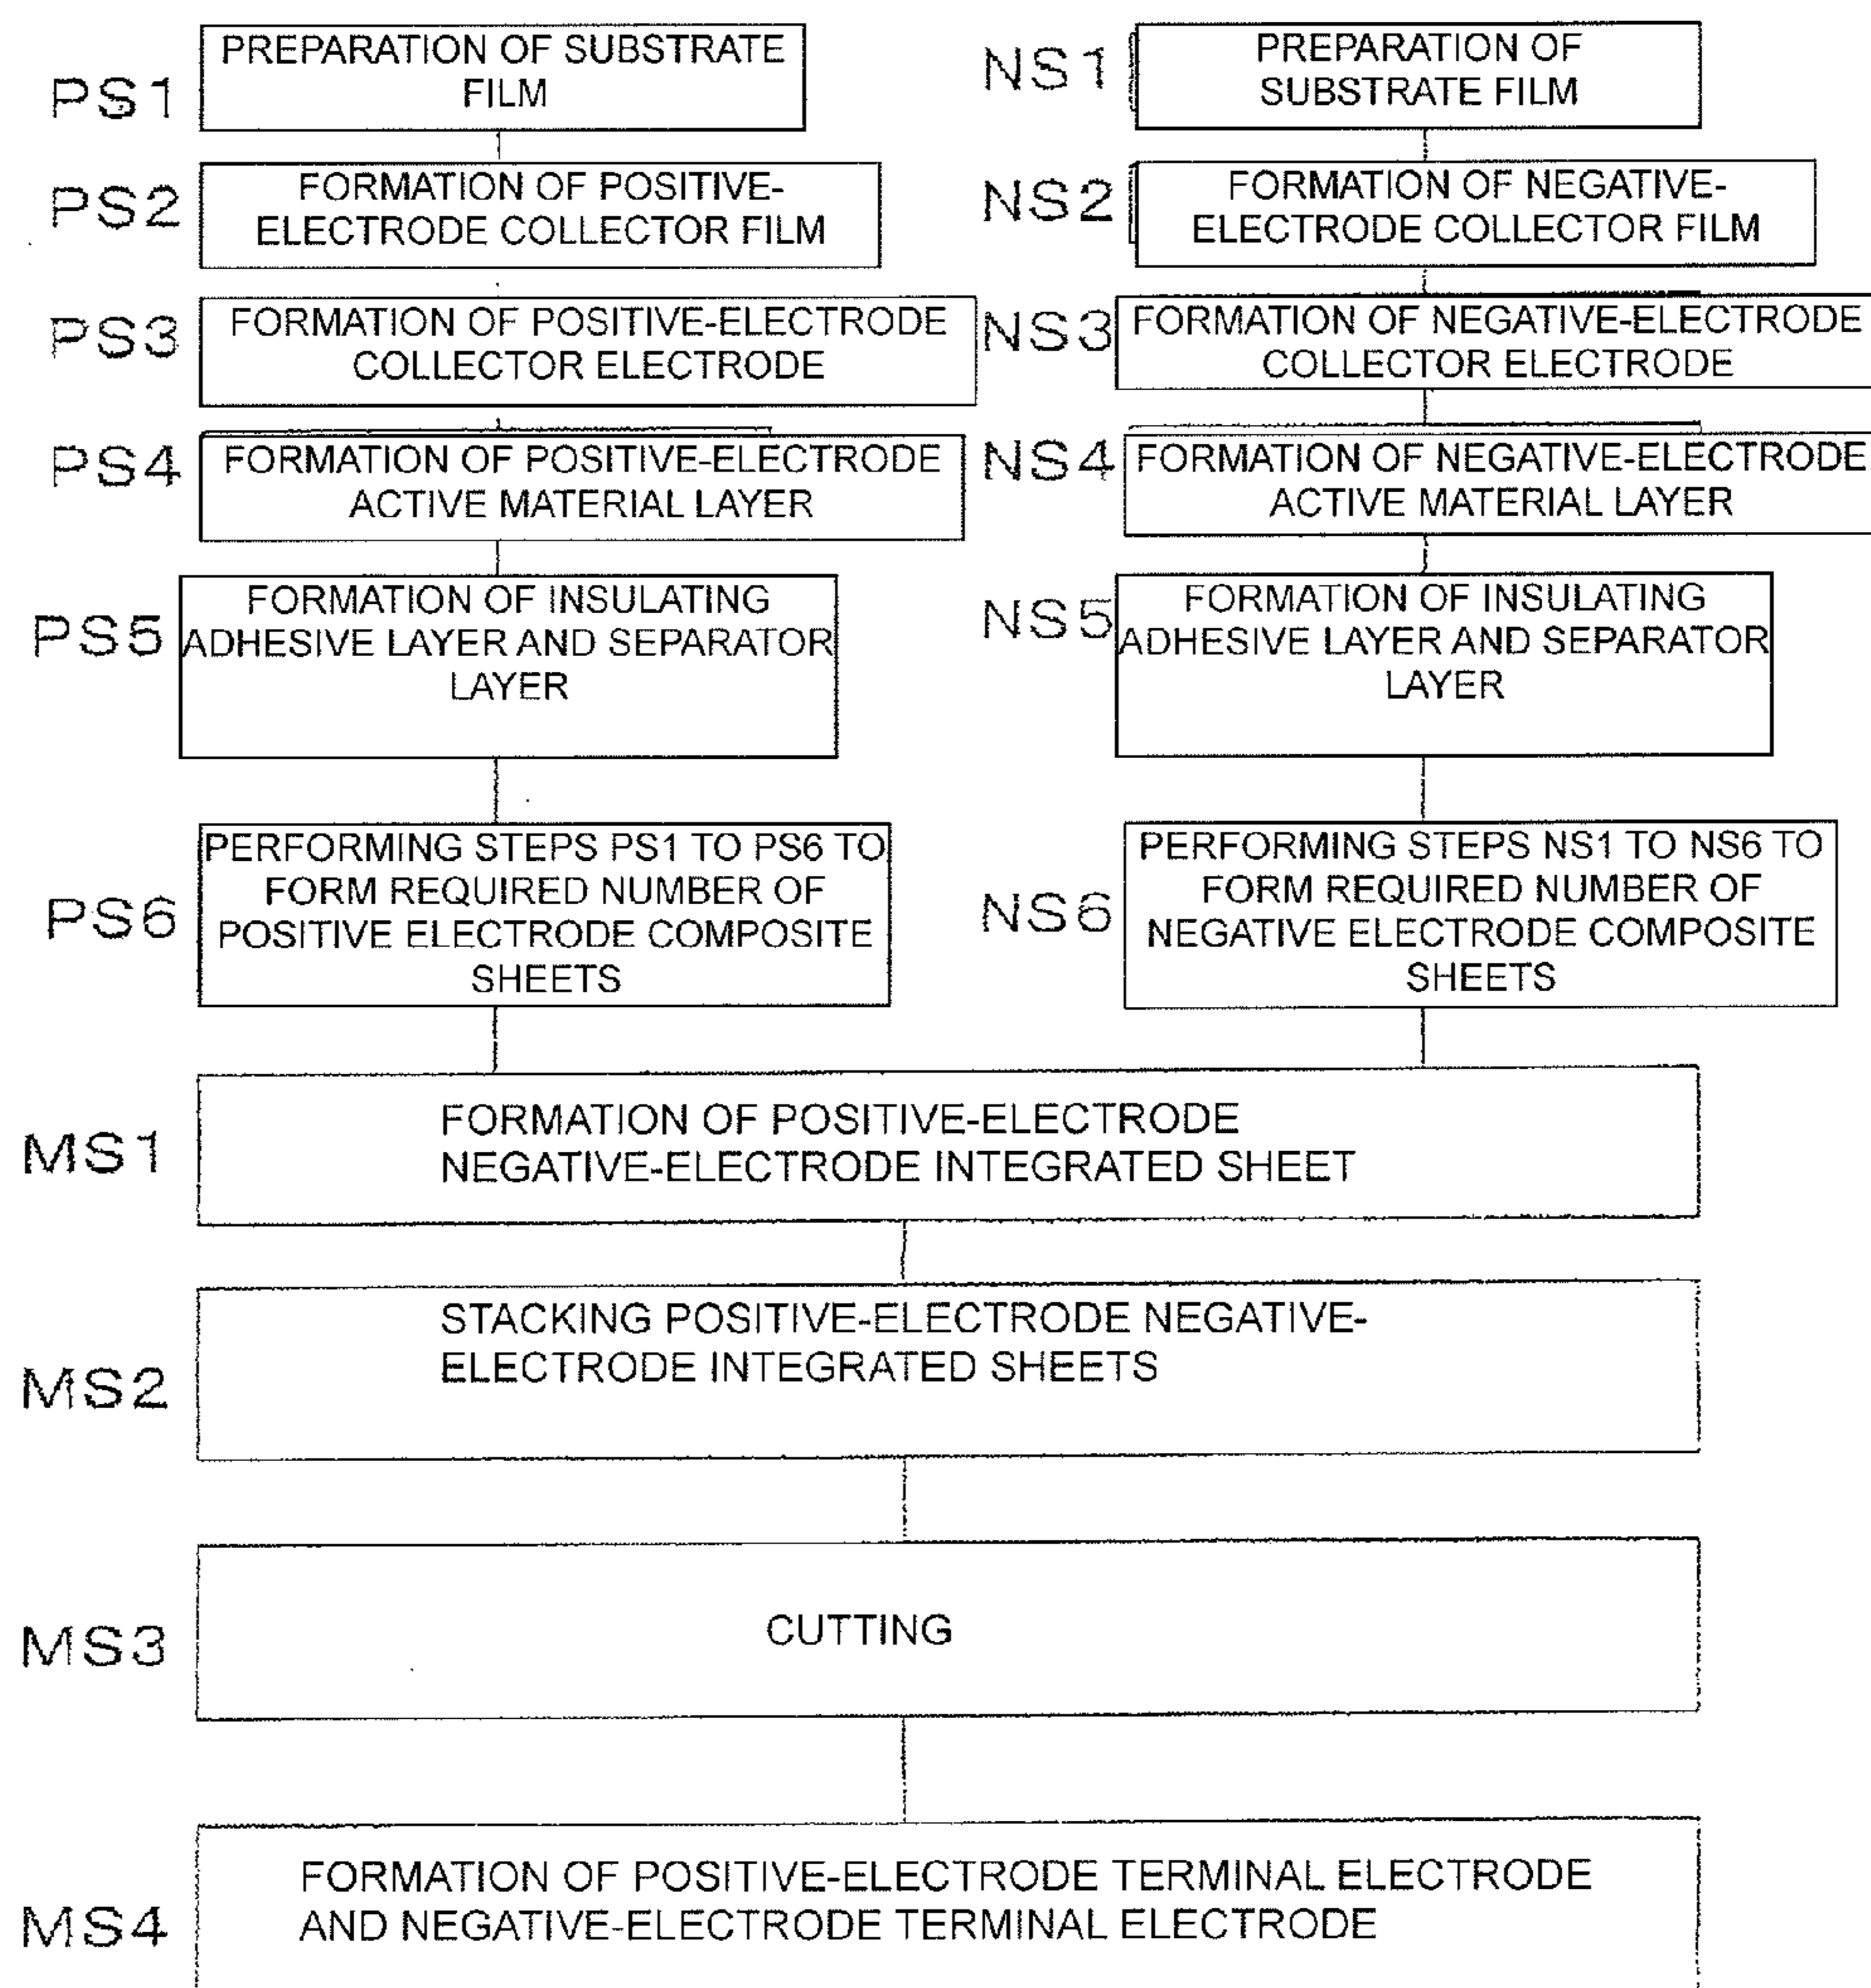 PS1
PREPARATION OF SUBSTRATE
FILM
PS2
FORMATION OF POSITIVE-
ELECTRODE COLLECTOR FILM
PS3
FORMATION OF POSITIVE-ELECTRODE
COLLECTOR ELECTRODE
PS4
FORMATION OF POSITIVE-ELECTRODE
ACTIVE MATERIAL LAYER
PS5
FORMATION OF INSULATING
ADHESIVE LAYER AND SEPARATOR
LAYER
PS6
PERFORMING STEPS PS1 TO PS6 TO
FORM REQUIRED NUMBER OF
POSITIVE ELECTRODE COMPOSITE
SHEETS
NS1
PREPARATION OF
SUBSTRATE FILM
NS2
FORMATION OF NEGATIVE-
ELECTRODE COLLECTOR FILM
NS3
FORMATION OF NEGATIVE-ELECTRODE
COLLECTOR ELECTRODE
NS4
FORMATION OF NEGATIVE-ELECTRODE
ACTIVE MATERIAL LAYER
NS5
FORMATION OF INSULATING
ADHESIVE LAYER AND SEPARATOR
LAYER
NS6
PERFORMING STEPS NS1 TO NS6 TO
FORM REQUIRED NUMBER OF
NEGATIVE ELECTRODE COMPOSITE
SHEETS
MS1
FORMATION OF POSITIVE-ELECTRODE
NEGATIVE-ELECTRODE INTEGRATED SHEET
MS2
STACKING POSITIVE-ELECTRODE NEGATIVE-
ELECTRODE INTEGRATED SHEETS
MS3
CUTTING
MS4
FORMATION OF POSITIVE-ELECTRODE TERMINAL ELECTRODE
AND NEGATIVE-ELECTRODE TERMINAL ELECTRODE